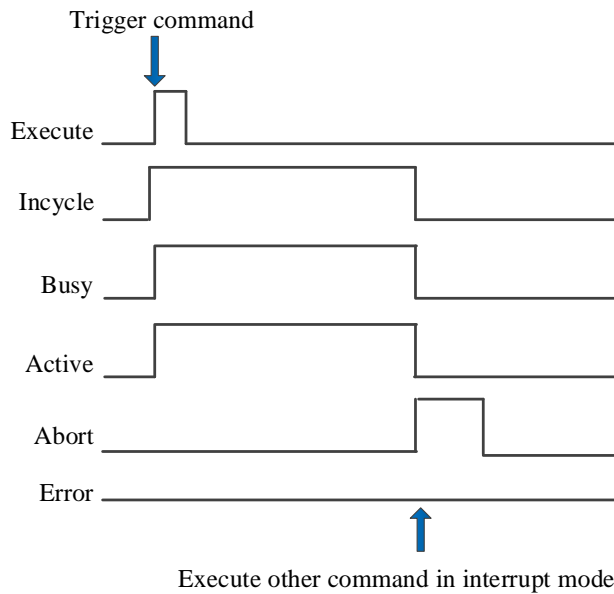 Trigger command
Execute
Incycle
Busy
Active
Abort
Error
Execute other command in interrupt mode